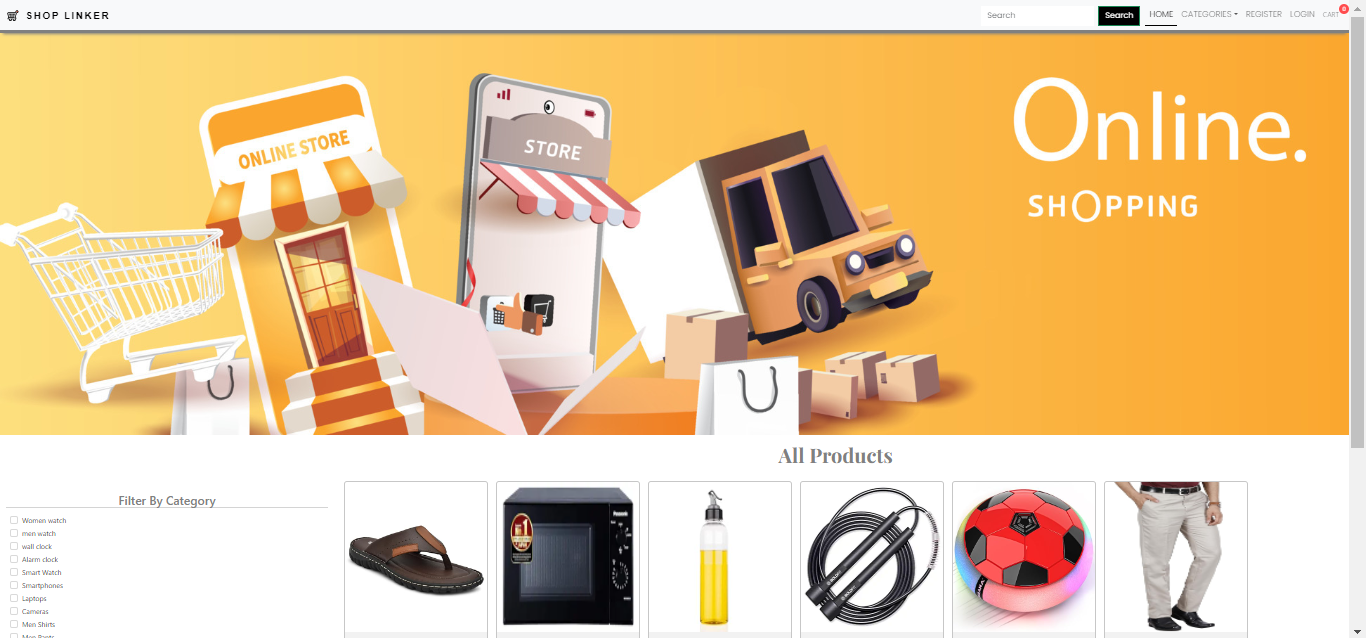 SHOP LINKER
Search
Search
HOME
CATEGORIES
REGISTER
LOGIN
CART
0
ONLINE STORE
STORE
Online.
SHOPPING
All Products
Filter By Category
Women watch
men watch
wall clock
Alarm clock
Smart Watch
Smartphones
Laptops
Cameras
Men Shirts
Men Pants
Panasonic